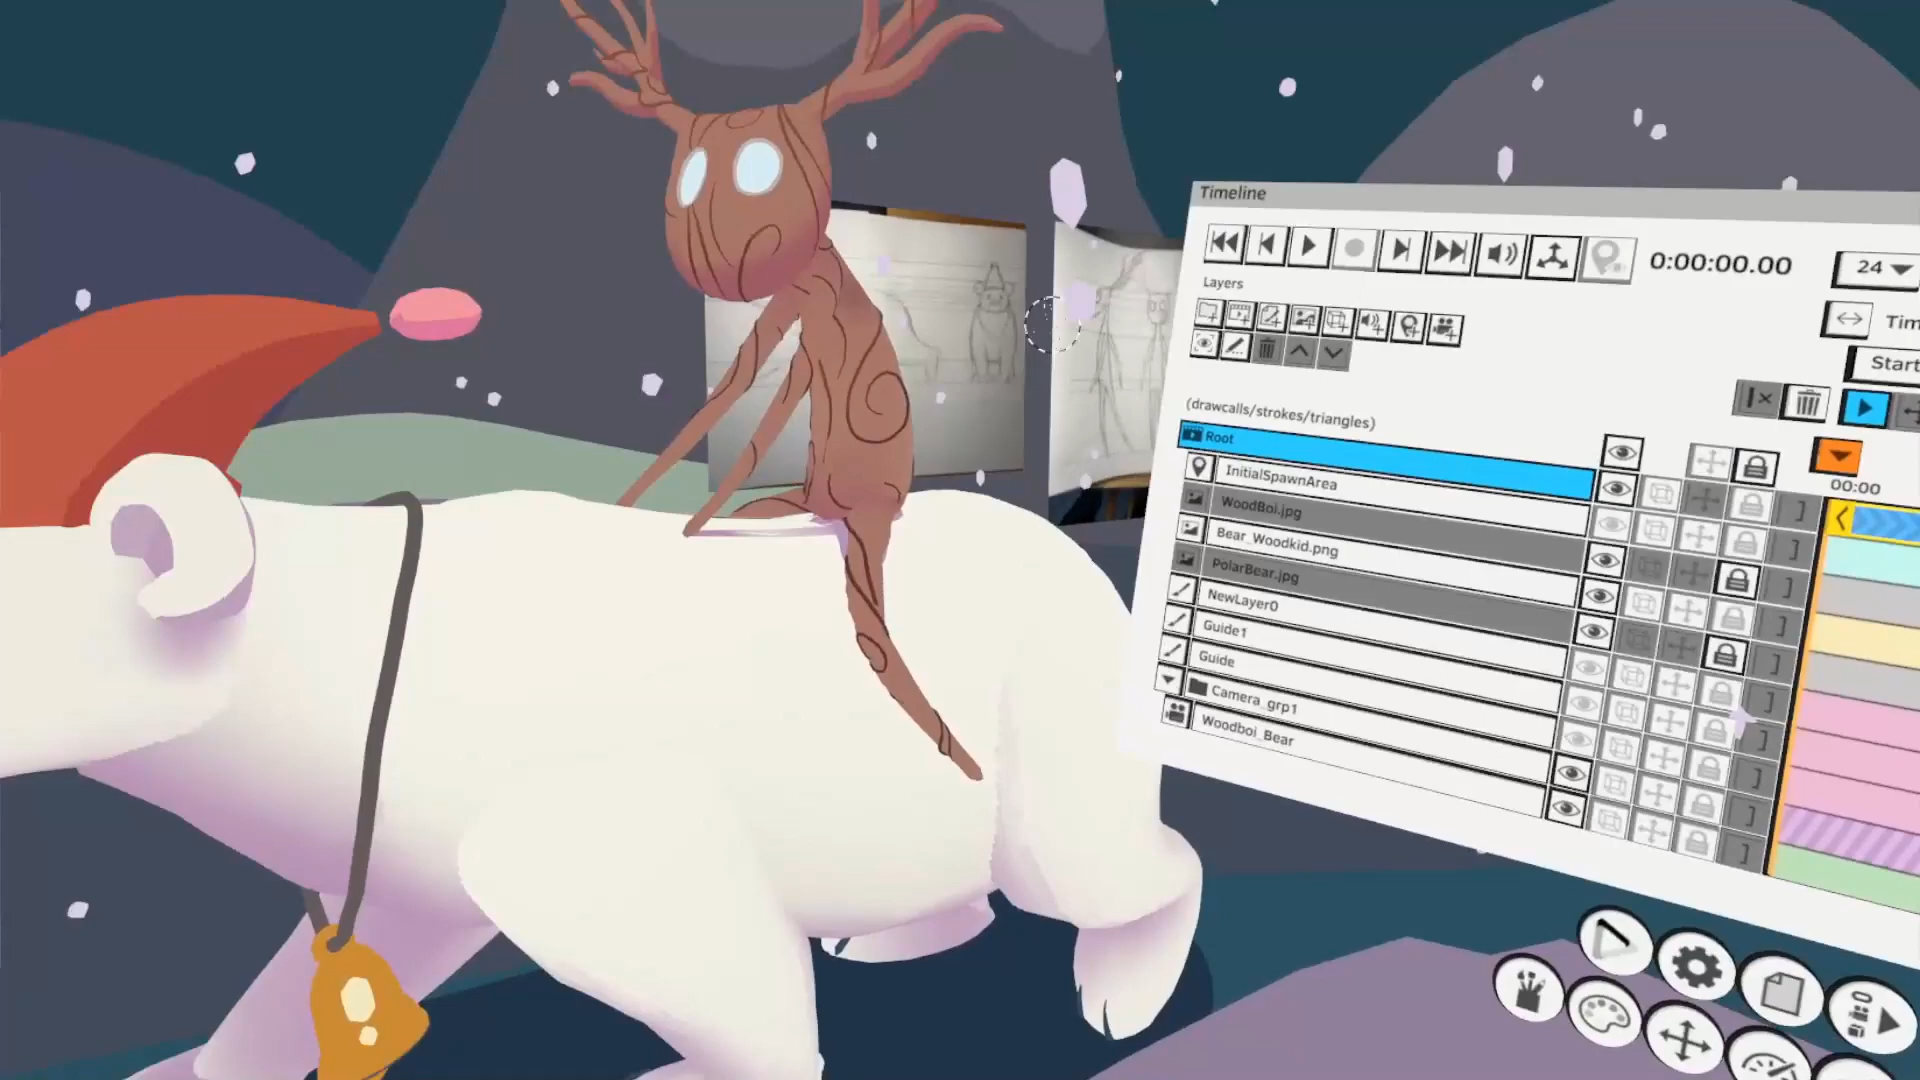 Timeline
0:00:00.00
24
Layers
Tim
Start
(drawcalls/strokes/triangles)
Root
00:00
InitialSpawnArea
WoodBoi.jpg
Bear_Woodkid.png
PolarBear.jpg
NewLayer0
Guide1
Guide
Camera_grp1
Woodboi_Bear